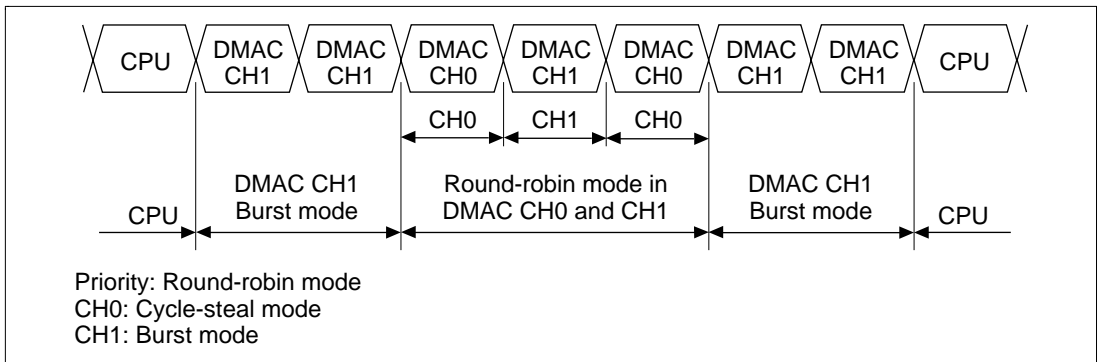 CPU DMAC CH1 DMAC CH1 DMAC CH0 DMAC CH1 DMAC CH0 DMAC CH1 DMAC CH1 CPU
CH0 CH1 CH0
CPU
DMAC CH1
Burst mode
Round-robin mode in
DMAC CH0 and CH1
DMAC CH1
Burst mode
CPU
Priority: Round-robin mode
CH0: Cycle-steal mode
CH1: Burst mode